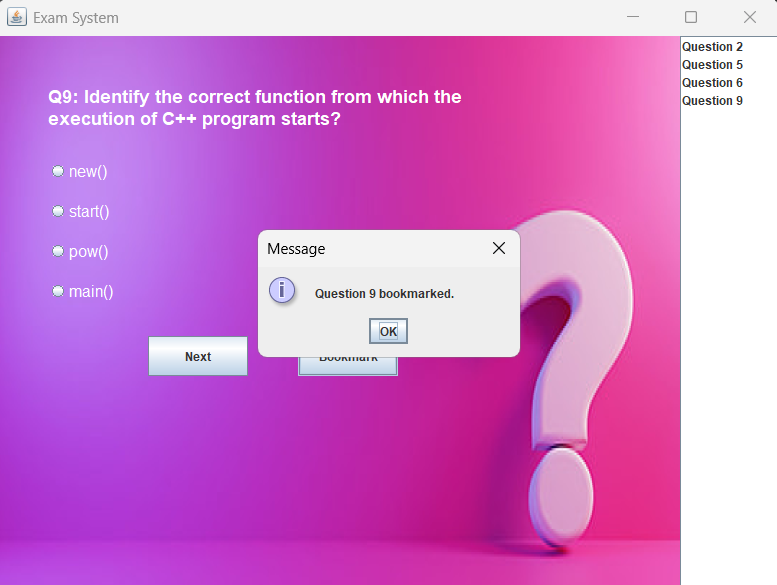 Exam System
Question 2
Question 5
Question 6
Question 9
Q9: Identify the correct function from which the
execution of C++ program starts?
new()
start()
pow()
main()
Message
Question 9 bookmarked.
OK
Next
Bookmark